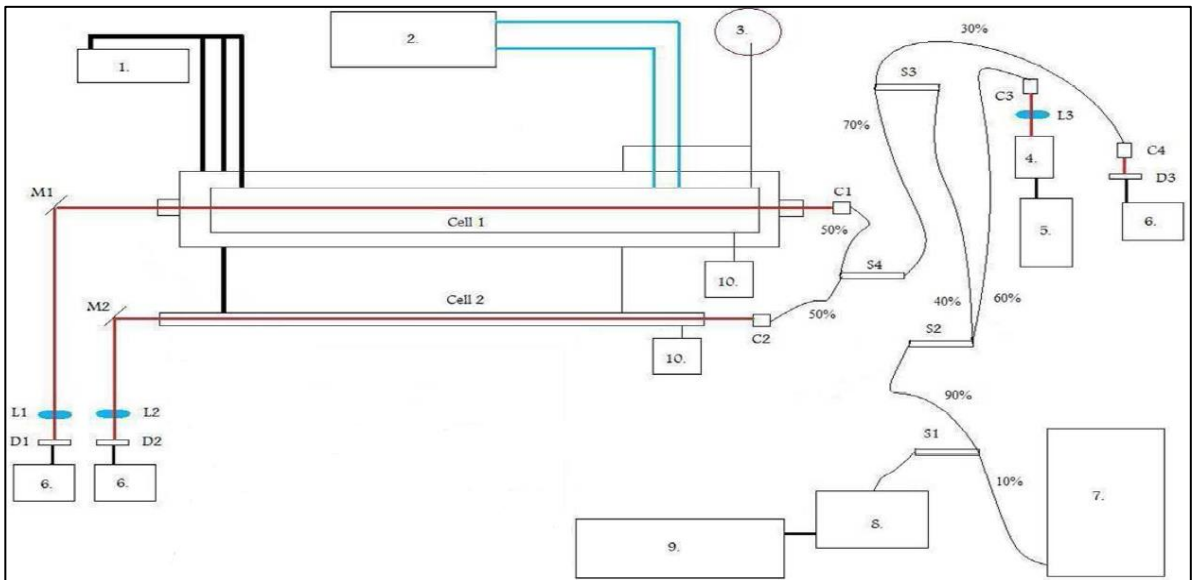 30%
1.
2.
3.
S3
C3
L3
70%
4.
C4
D3
M1
C1
Cell 1
50%
5.
6.
10.
S4
M2
Cell 2
50%
40%
60%
C2
S2
10.
90%
L1
L2
D1
D2
S1
6.
6.
10%
7.
8.
9.